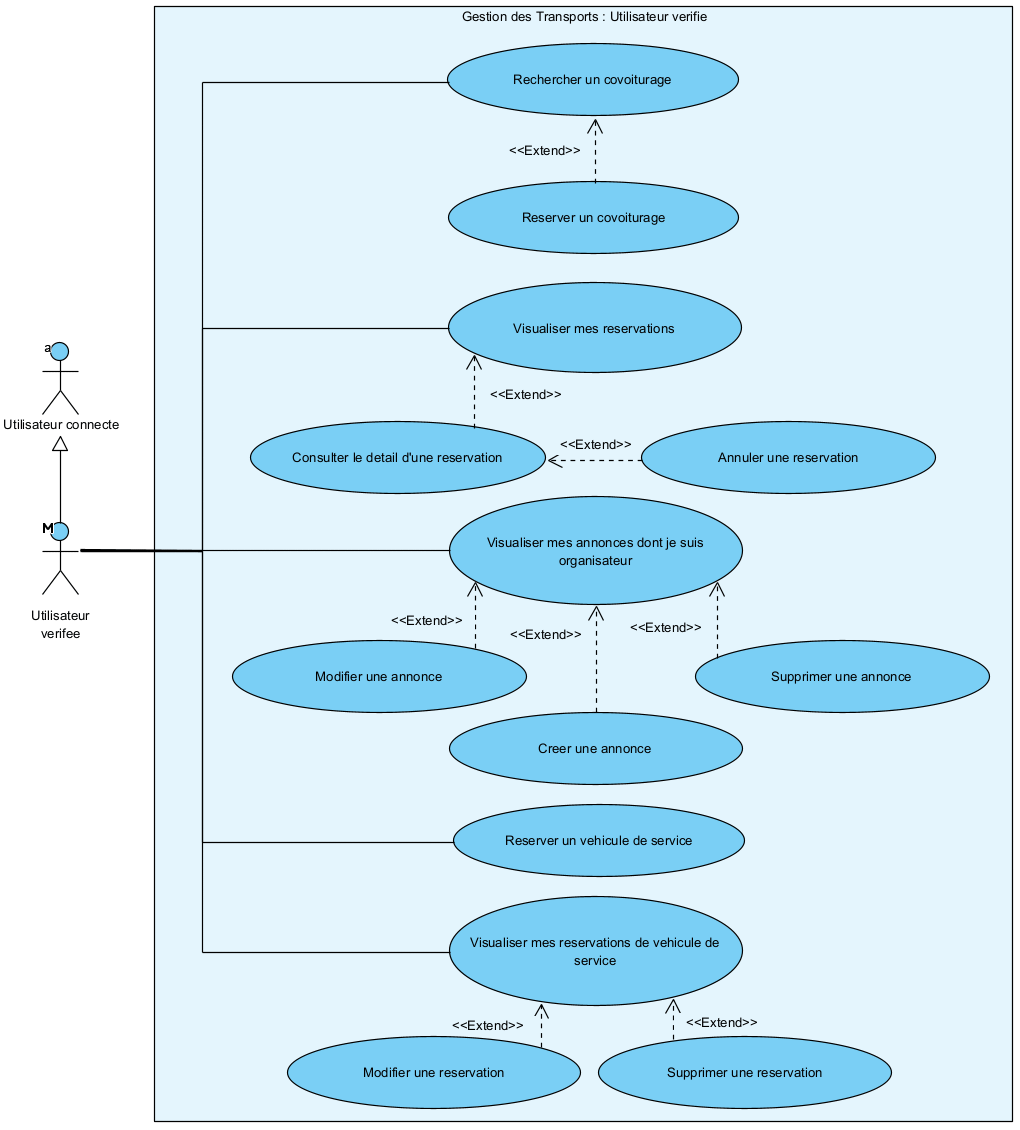 Gestion des Transports : Utilisateur verifie
Rechercher un covoiturage
<<Extend>>
Reserver un covoiturage
Visualiser mes reservations
a
<<Extend>>
Utilisateur connecte
<<Extend>>
Consulter le detail d'une reservation
Annuler une reservation
M
Visualiser mes annonces dont je suis
organisateur
Utilisateur
verifee
<<Extend>>
<<Extend>>
<<Extend>>
Modifier une annonce
Supprimer une annonce
Creer une annonce
Reserver un vehicule de service
Visualiser mes reservations de vehicule de
service
<<Extend>>
<<Extend>>
Modifier une reservation
Supprimer une reservation